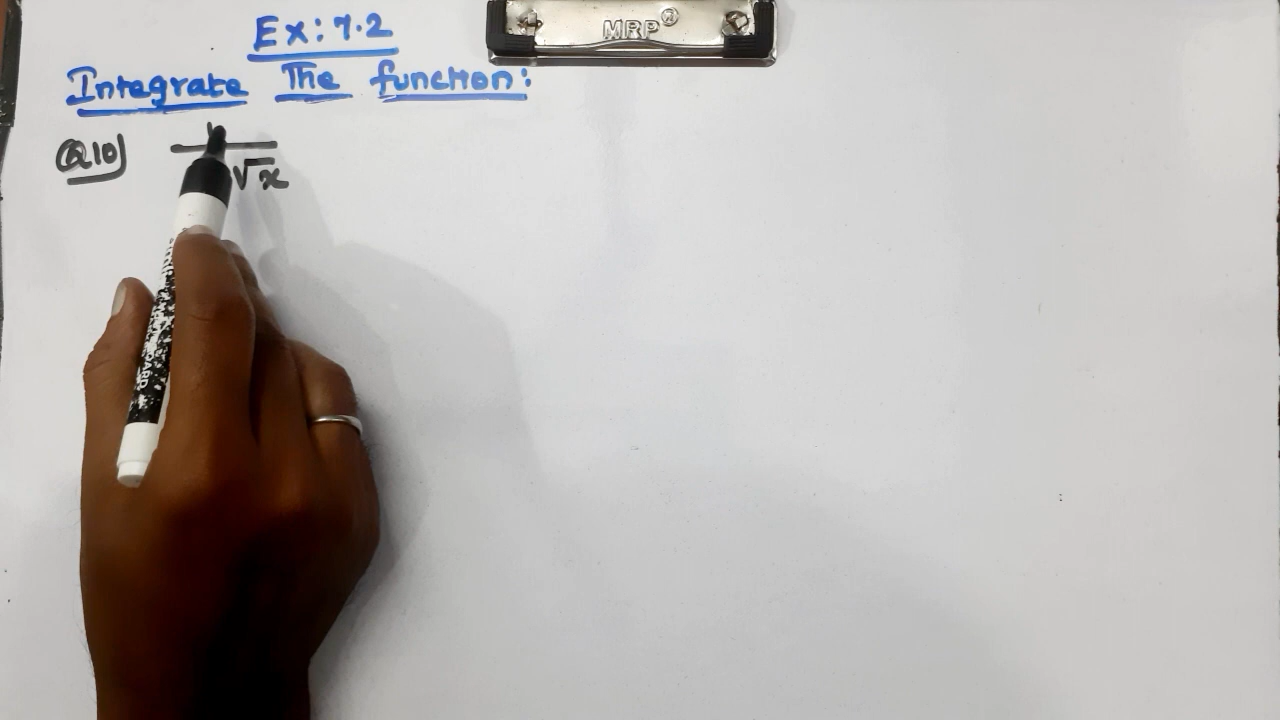 MRP®
Ex: 7.2
Integrate The function:
Q10)
√x